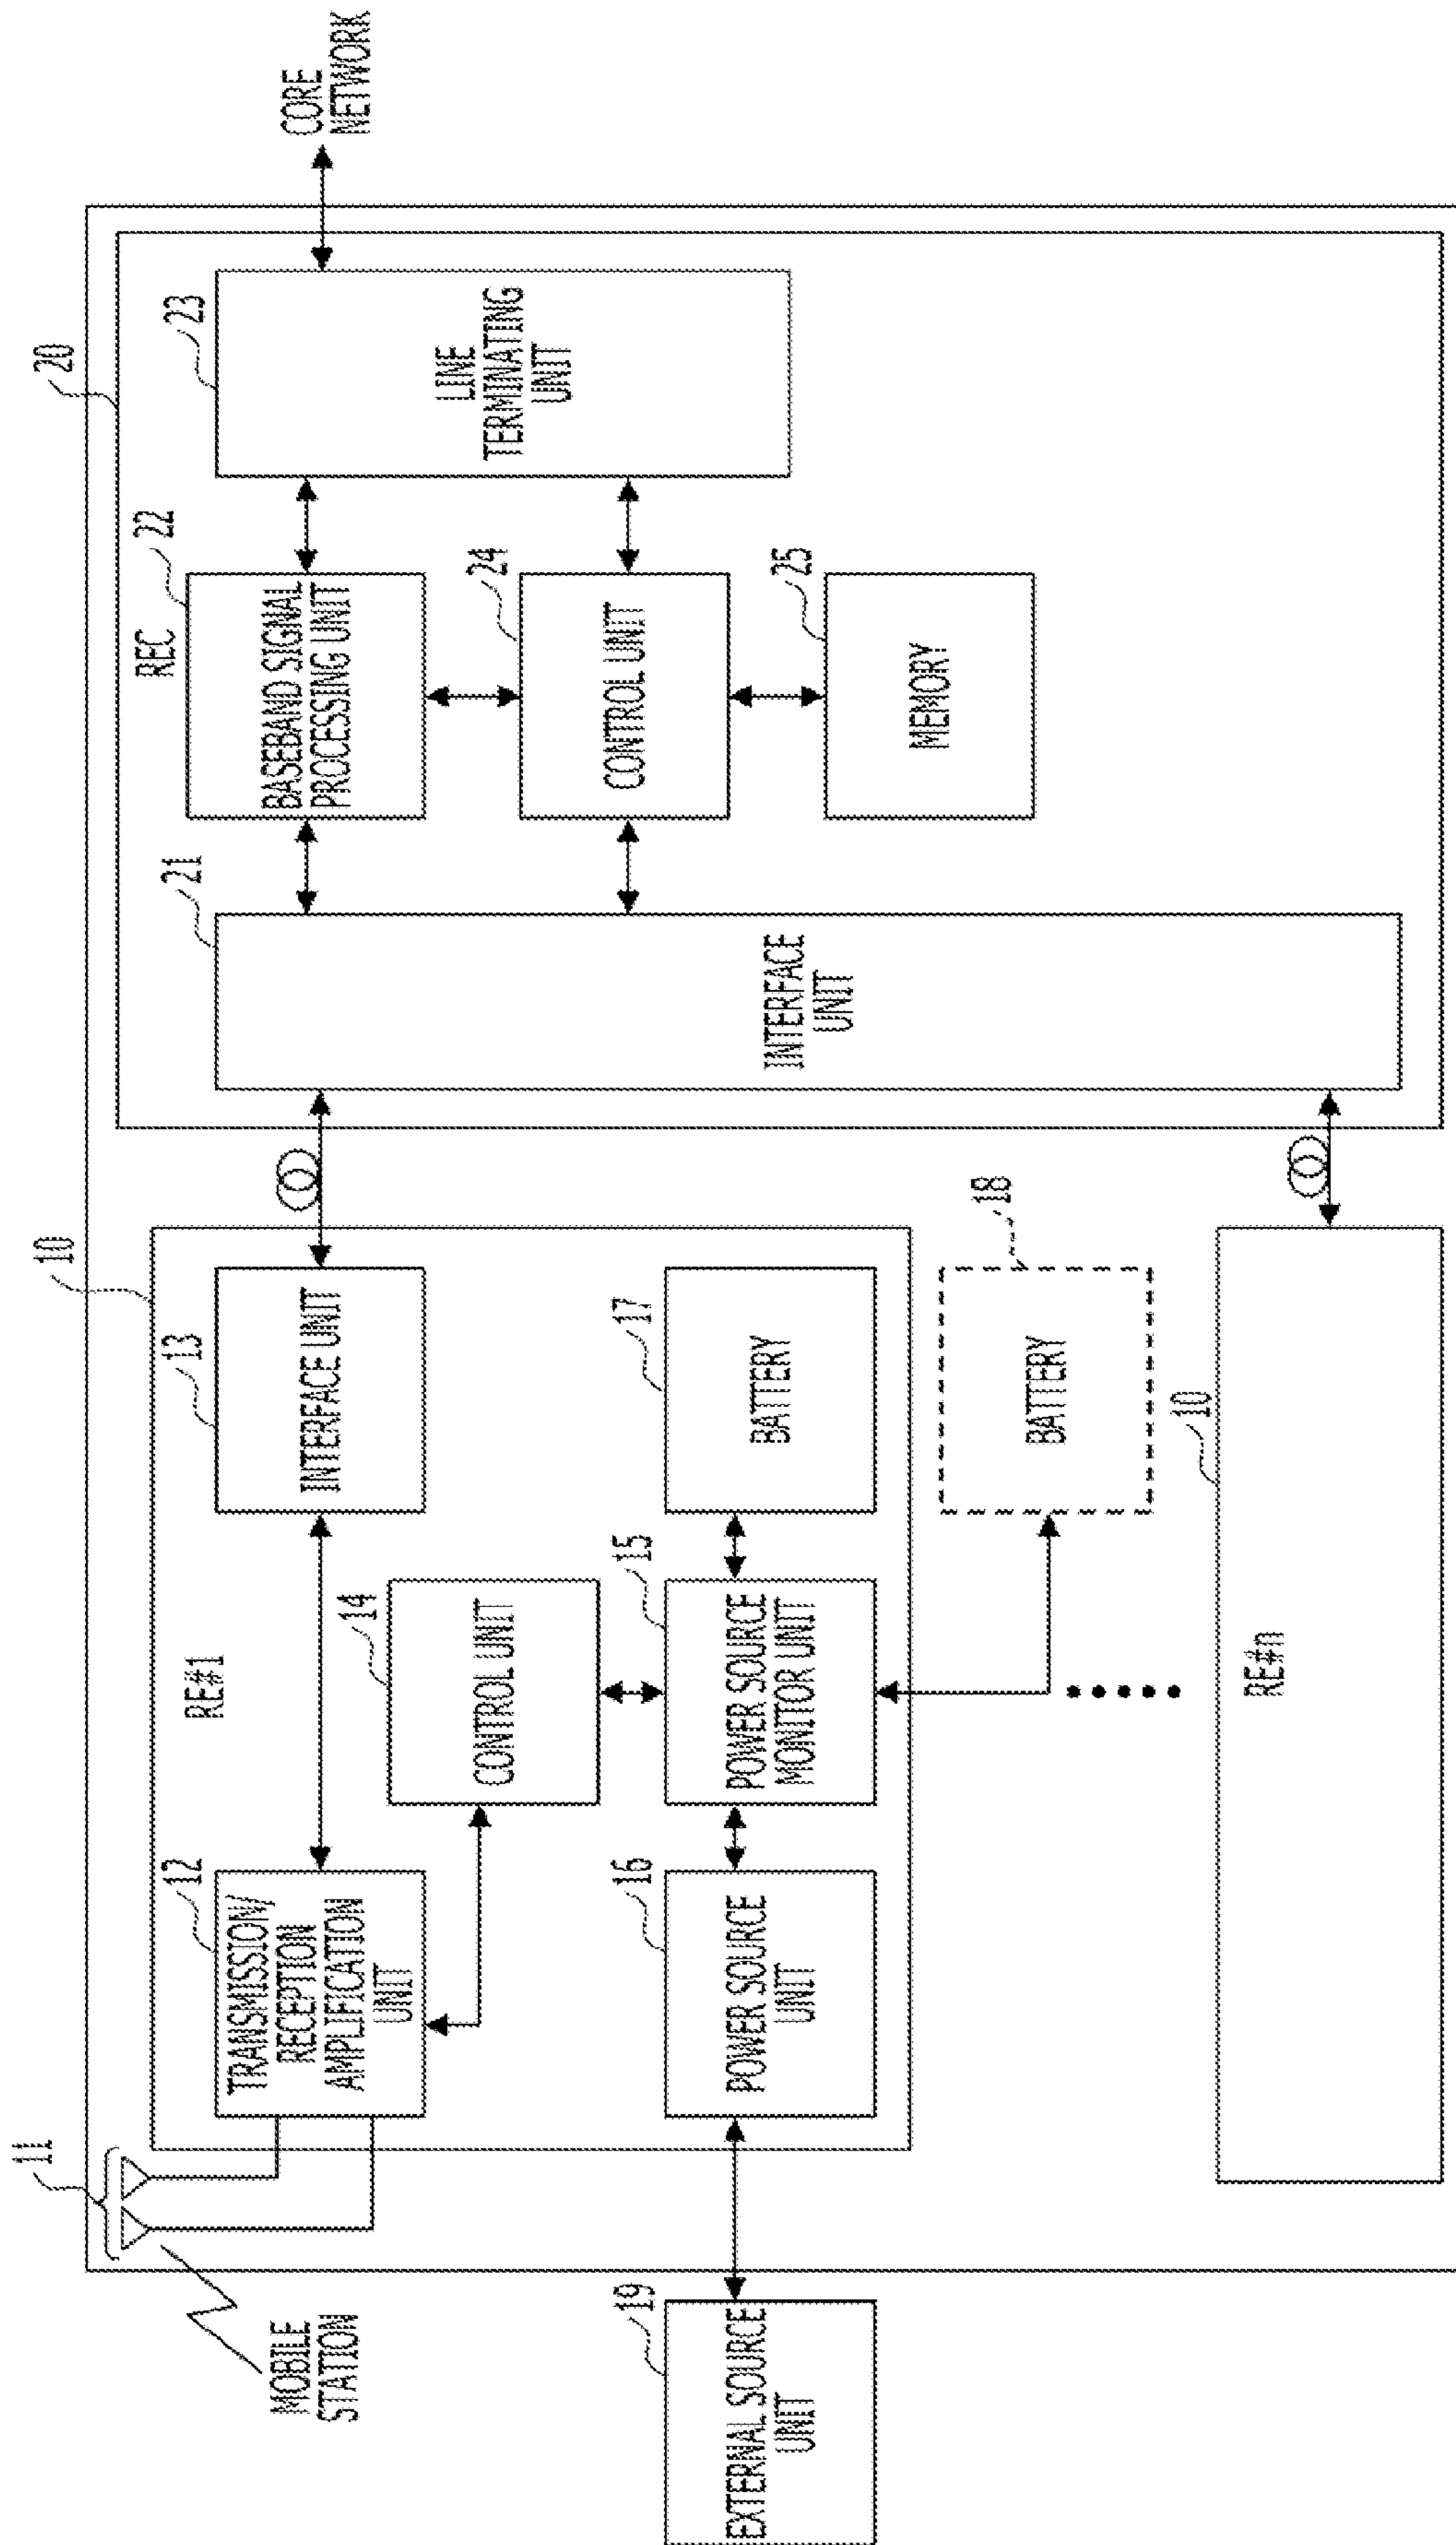 11
MOBILE
STATION
10
RE#1
12
TRANSMISSION/
RECEPTION
AMPLIFICATION
UNIT
13
INTERFACE UNIT
14
CONTROL UNIT
19
EXTERNAL SOURCE
UNIT
16
POWER SOURCE
UNIT
15
POWER SOURCE
MONITOR UNIT
17
BATTERY
18
BATTERY
10
RE#n
20
REC
21
INTERFACE
UNIT
22
BASEBAND SIGNAL
PROCESSING UNIT
24
CONTROL UNIT
25
MEMORY
23
LINE
TERMINATING
UNIT
CORE
NETWORK